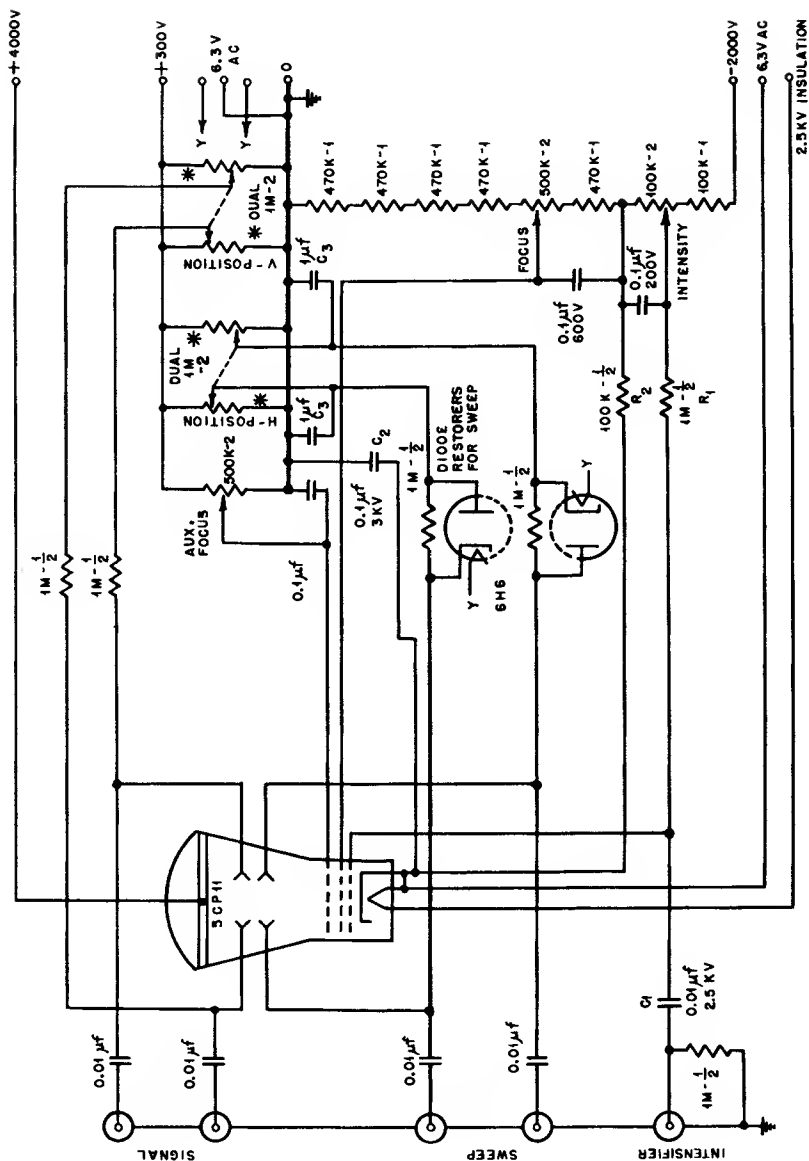 +4000V
+300V
Y
6.3V
AC
Y
0
DUAL
1M-2
V-POSITION
DUAL
1M
-2
H-POSITION
500K-2
AUX.
FOCUS
1M-1/2
1M-1/2
1µf
C3
1µf
C3
0.1µf
0.1µf
3KV
C2
470K-1
470K-1
470K-1
470K-1
500K-2
470K-1
100K-2
100K-1
-2000V
FOCUS
0.1µf
600V
0.1µf
200V
INTENSITY
1M-1/2
DIODE
RESTORERS
FOR SWEEP
Y
6H6
1M-1/2
Y
100K-1/2
R2
1M-1/2
R1
6.3V AC
2.5KV INSULATION
5CP11
0.01µf
0.01µf
0.01µf
0.01µf
C1
0.01µf
2.5KV
1M-1/2
SIGNAL
SWEEP
INTENSIFIER